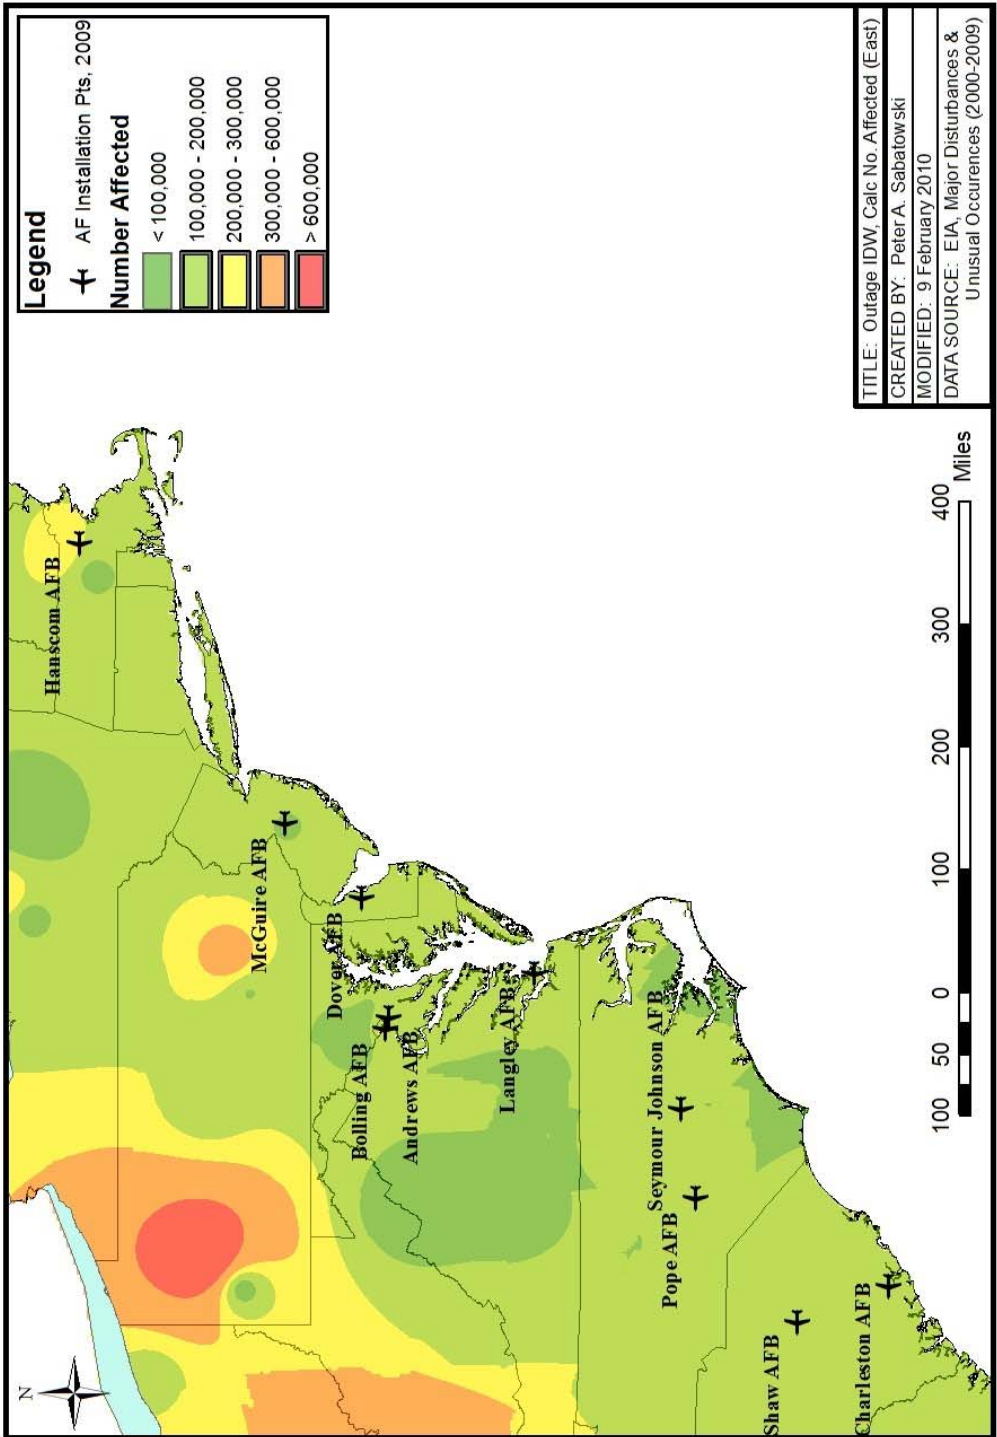 Legend
AF Installation Pts, 2009
Number Affected
< 100,000
100,000 - 200,000
200,000 - 300,000
300,000 - 600,000
> 600,000
N
Hanscom AFB
McGuire AFB
Dover AFB
Bolling AFB
Andrews AFB
Langley AFB
Seymour Johnson AFB
Pope AFB
Shaw AFB
Charleston AFB
100 50 0 100 200 300 400
Miles
TITLE: Outage IDW, Calc No. Affected (East)
CREATED BY: Peter A. Sabatowski
MODIFIED: 9 February 2010
DATA SOURCE: EIA, Major Disturbances &
Unusual Occurences (2000-2009)